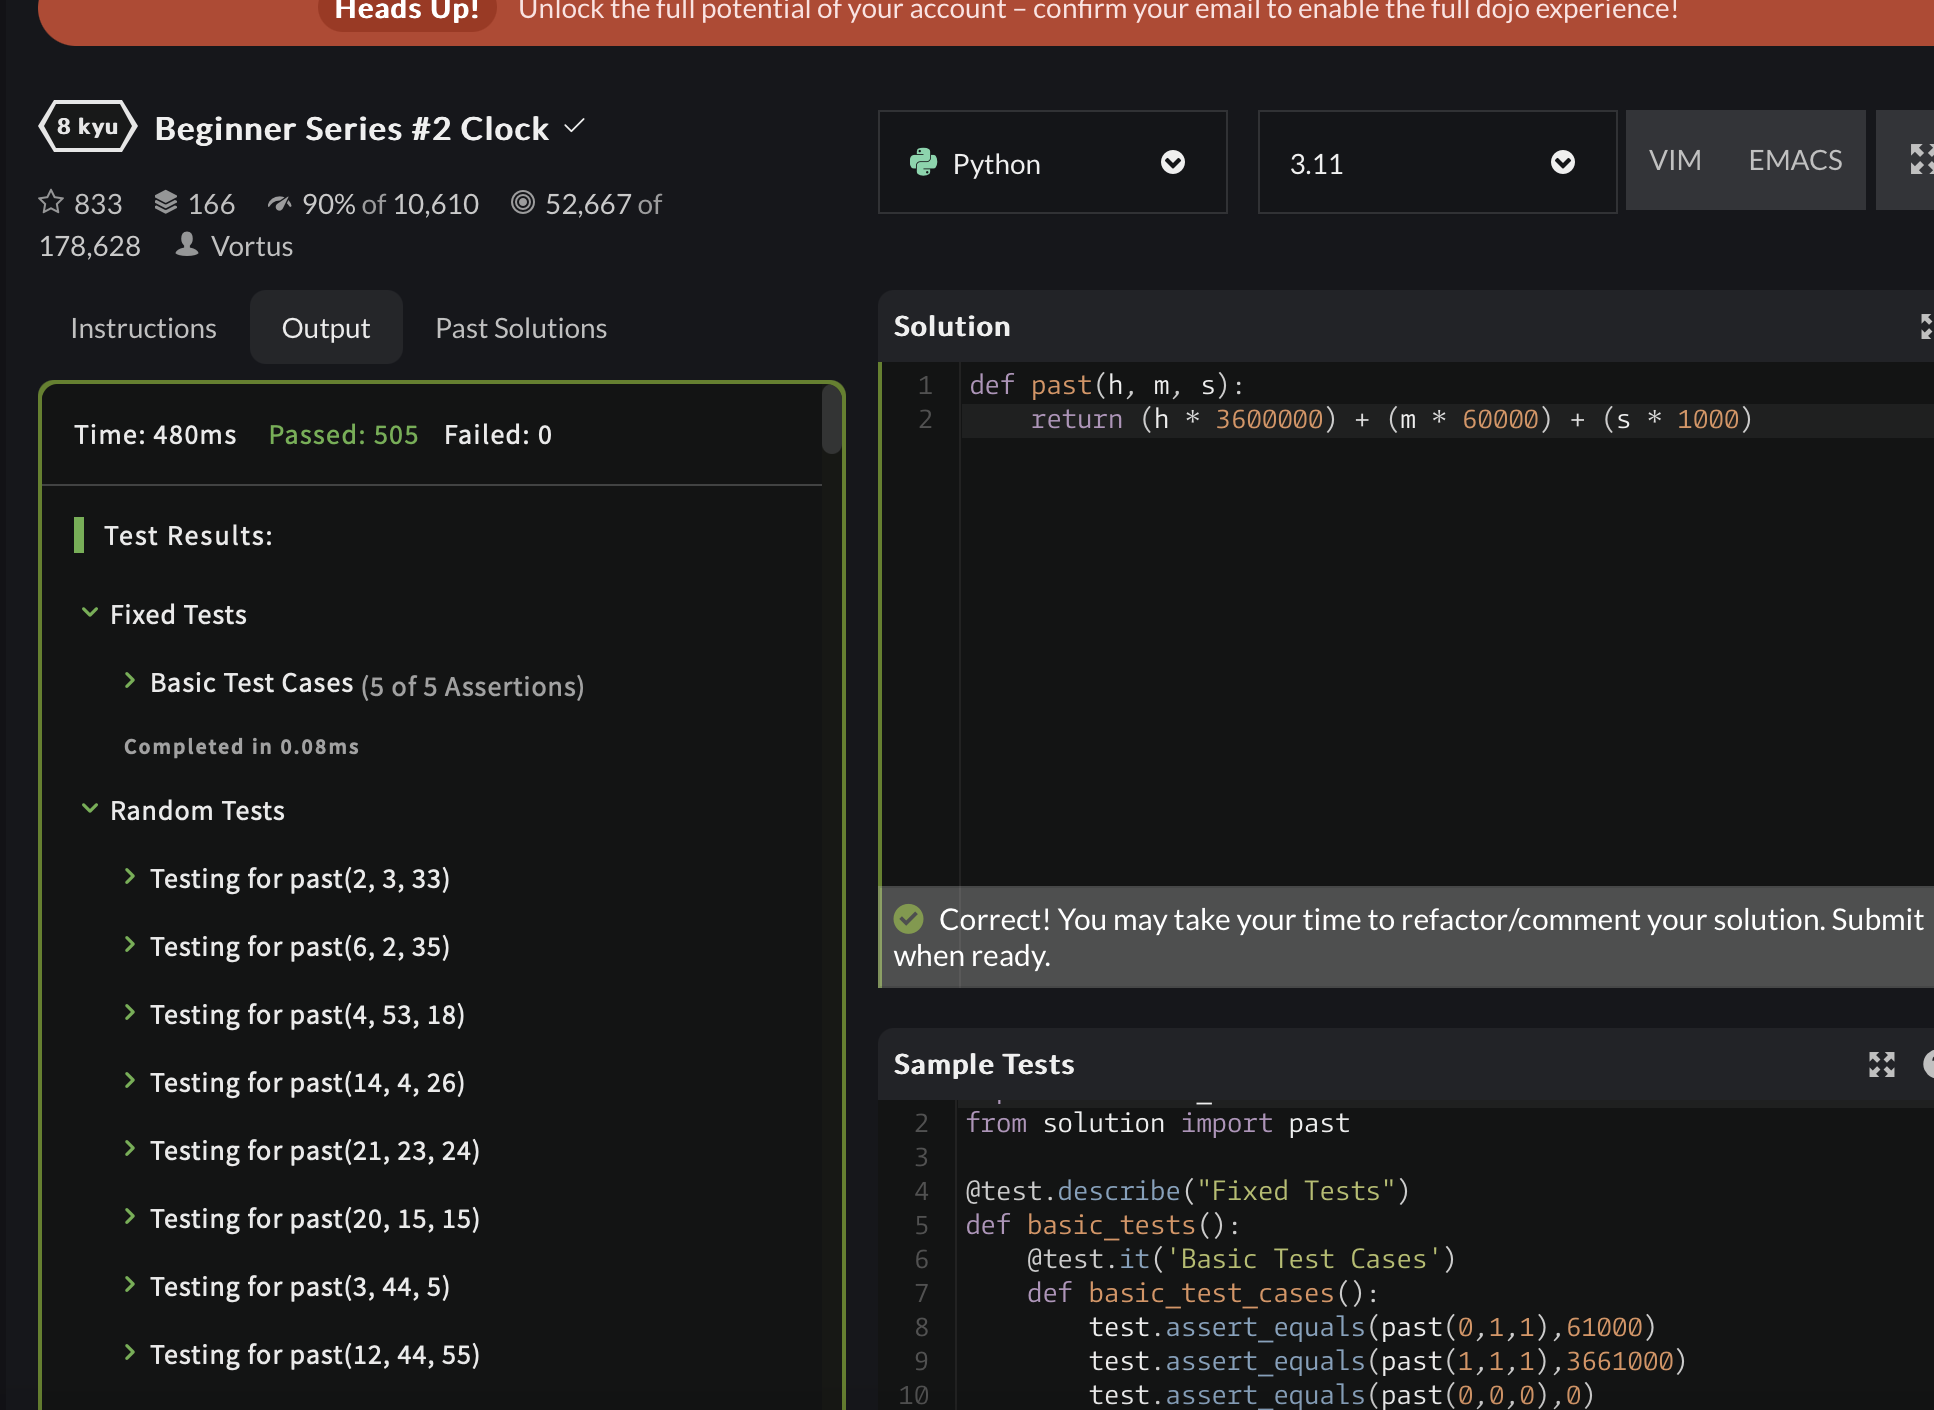 Heads Up! Unlock the full potential of your account – confirm your email to enable the full dojo experience!
8 kyu Beginner Series #2 Clock
833 166 90% of 10,610 52,667 of
178,628 Vortus
Python
3.11
VIM EMACS
Instructions Output Past Solutions
Time: 480ms Passed: 505 Failed: 0
Test Results:
Fixed Tests
Basic Test Cases (5 of 5 Assertions)
Completed in 0.08ms
Random Tests
Testing for past(2, 3, 33)
Testing for past(6, 2, 35)
Testing for past(4, 53, 18)
Testing for past(14, 4, 26)
Testing for past(21, 23, 24)
Testing for past(20, 15, 15)
Testing for past(3, 44, 5)
Testing for past(12, 44, 55)
Solution
1 def past(h, m, s):
2     return (h * 3600000) + (m * 60000) + (s * 1000)
Correct! You may take your time to refactor/comment your solution. Submit
when ready.
Sample Tests
2 from solution import past
3
4 @test.describe("Fixed Tests")
5 def basic_tests():
6     @test.it('Basic Test Cases')
7     def basic_test_cases():
8         test.assert_equals(past(0,1,1),61000)
9         test.assert_equals(past(1,1,1),3661000)
10         test.assert_equals(past(0,0,0),0)